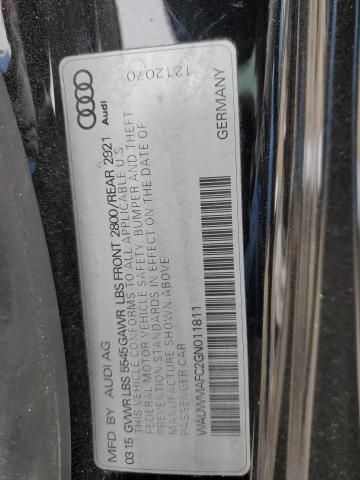 MFD. BY AUDI AG
0315 GVWR LBS 5545 GAWR LBS FRONT 2800/REAR 2921
THIS VEHICLE CONFORMS TO ALL APPLICABLE U.S.
FEDERAL MOTOR VEHICLE SAFETY, BUMPER AND THEFT
PREVENTION STANDARDS IN EFFECT ON THE DATE OF
MANUFACTURE SHOWN ABOVE
PASSENGER CAR
WAUWMAFC2GN011811
Audi
1212070
GERMANY